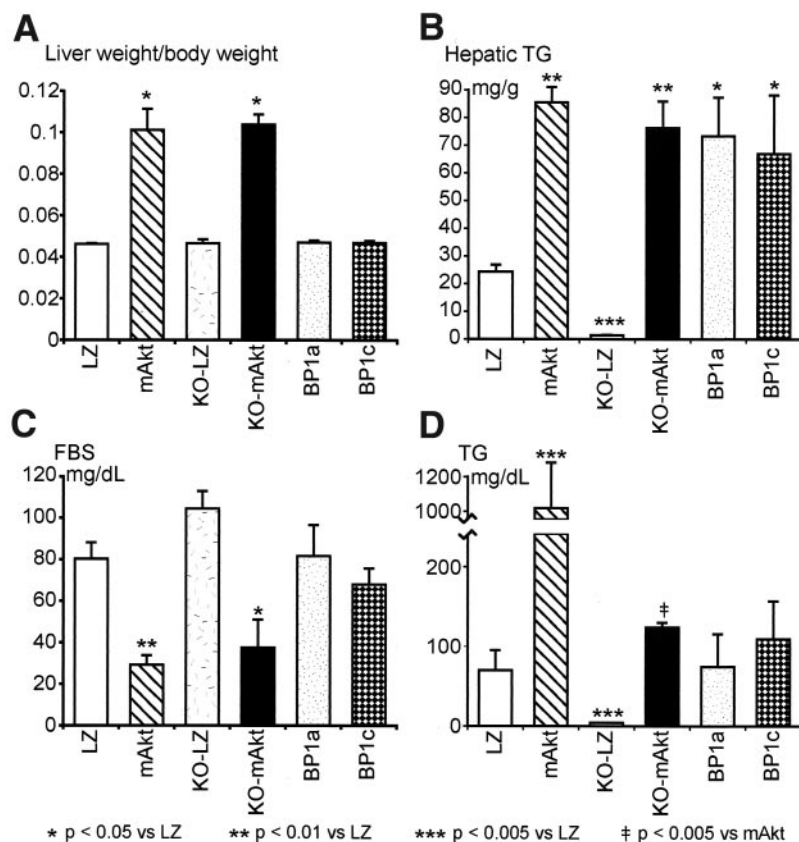 A
Liver weight/body weight
0.12
0.1
0.08
0.06
0.04
0.02
0
*
*
LZ
mAkt
KO-LZ
KO-mAkt
BP1a
BP1c
B
Hepatic TG
mg/g
90
80
70
60
50
40
30
20
10
0
**
***
**
*
*
LZ
mAkt
KO-LZ
KO-mAkt
BP1a
BP1c
C
FBS
mg/dL
120
100
80
60
40
20
0
**
*
LZ
mAkt
KO-LZ
KO-mAkt
BP1a
BP1c
D
TG
mg/dL
1200
1000
200
100
0
***
***
‡
LZ
mAkt
KO-LZ
KO-mAkt
BP1a
BP1c
* p < 0.05 vs LZ ** p < 0.01 vs LZ *** p < 0.005 vs LZ ‡ p < 0.005 vs mAkt